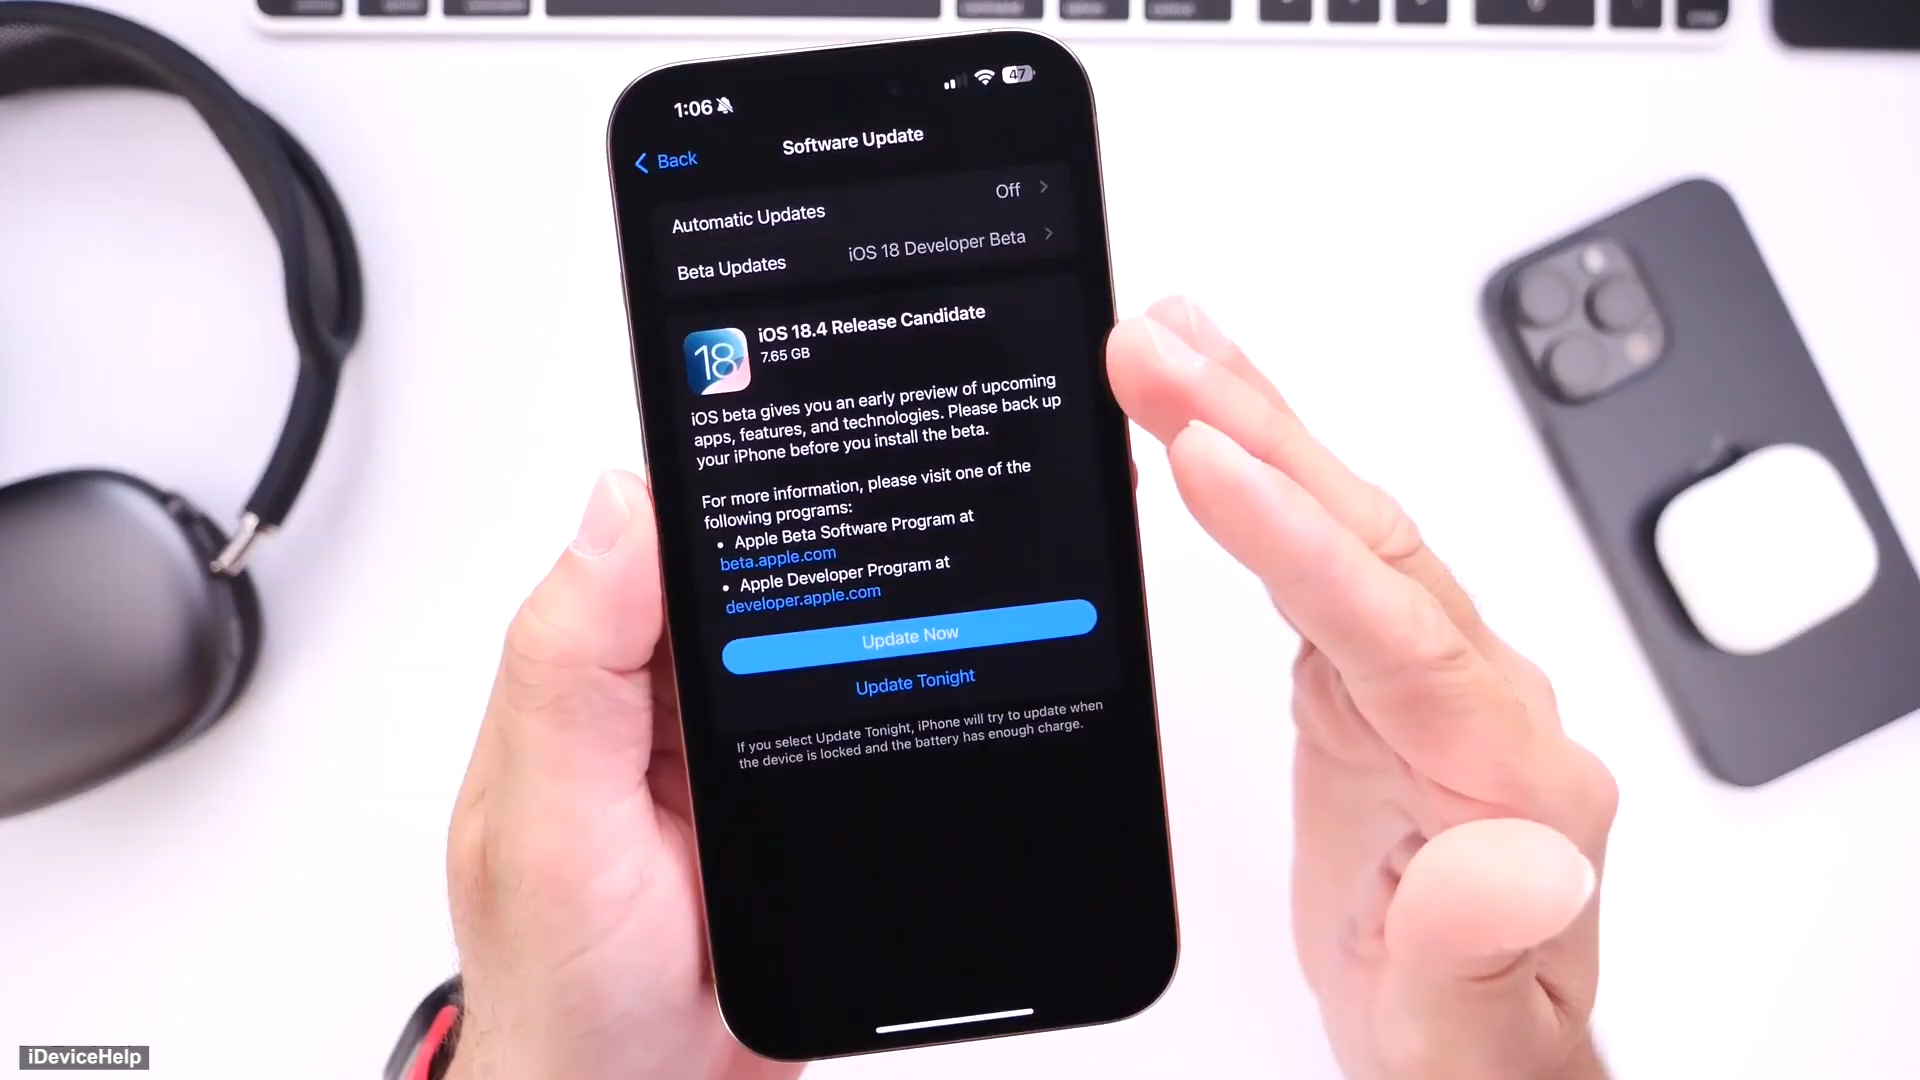 1:06
47
Back
Software Update
Automatic Updates
Off
Beta Updates
iOS 18 Developer Beta
18
iOS 18.4 Release Candidate
7.65 GB
iOS beta gives you an early preview of upcoming
apps, features, and technologies. Please back up
your iPhone before you install the beta.
For more information, please visit one of the
following programs:
• Apple Beta Software Program at
beta.apple.com
• Apple Developer Program at
developer.apple.com
Update Now
Update Tonight
If you select Update Tonight, iPhone will try to update when
the device is locked and the battery has enough charge.
iDeviceHelp